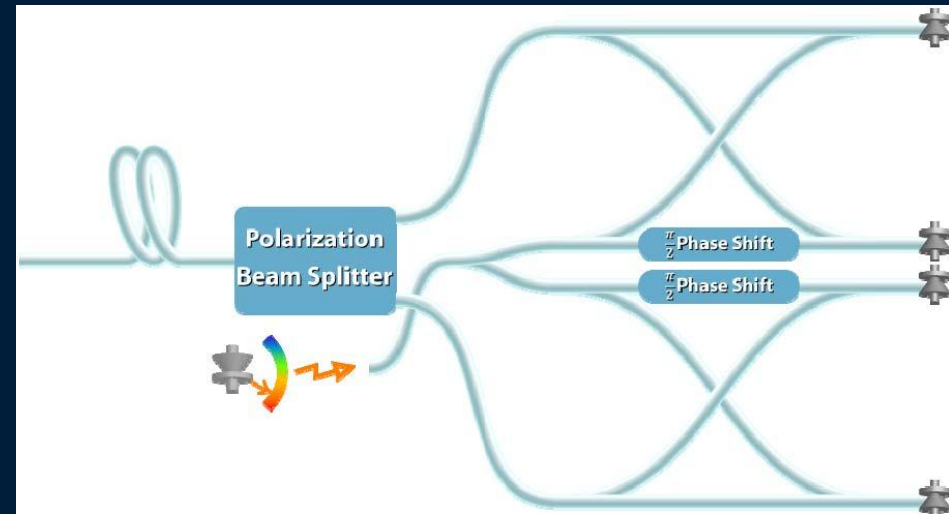 Polarization
Beam Splitter
π/2 Phase Shift
π/2 Phase Shift